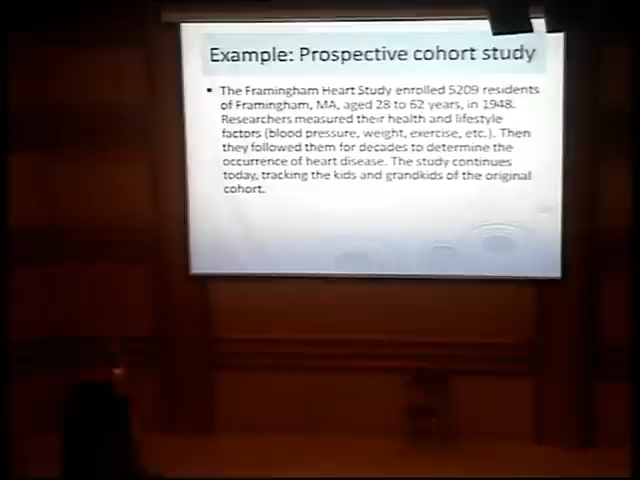 Example: Prospective cohort study
▪ The Framingham Heart Study enrolled 5209 residents
of Framingham, MA, aged 28 to 62 years, in 1948.
Researchers measured their health and lifestyle
factors (blood pressure, weight, exercise, etc.). Then
they followed them for decades to determine the
occurrence of heart disease. The study continues
today, tracking the kids and grandkids of the original
cohort.